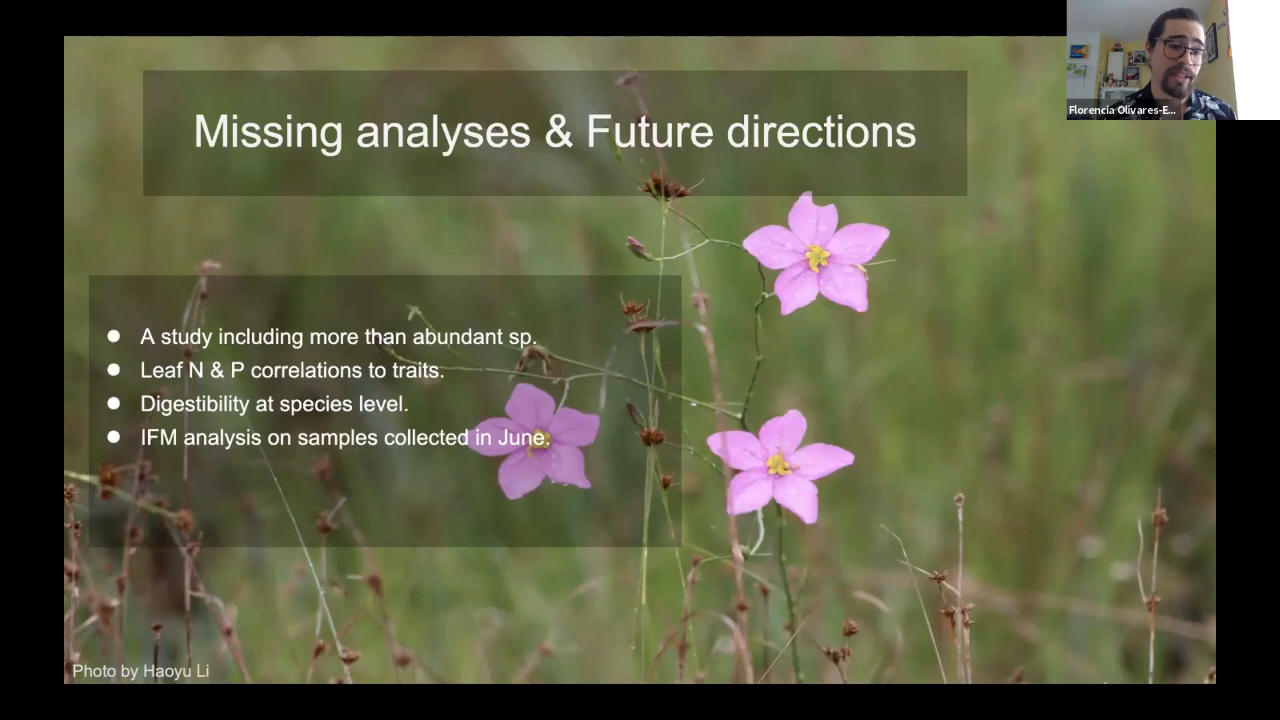 Missing analyses & Future directions
Florencia Olivares-E...
● A study including more than abundant sp.
● Leaf N & P correlations to traits.
● Digestibility at species level.
● IFM analysis on samples collected in June.
Photo by Haoyu Li